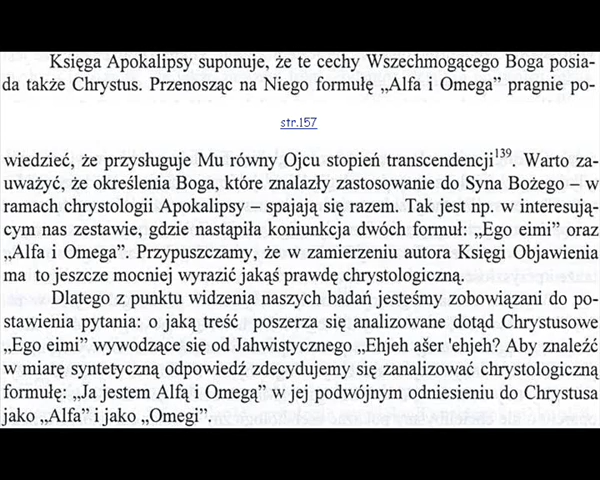 Księga Apokalipsy suponuje, że te cechy Wszechmogącego Boga posia-
da także Chrystus. Przenosząc na Niego formułę „Alfa i Omega” pragnie po-
str.157
wiedzieć, że przysługuje Mu równy Ojcu stopień transcendencji139. Warto za-
uważyć, że określenia Boga, które znalazły zastosowanie do Syna Bożego – w
ramach chrystologii Apokalipsy – spajają się razem. Tak jest np. w interesują-
cym nas zestawie, gdzie nastąpiła koniunkcja dwóch formuł: „Ego eimi” oraz
„Alfa i Omega”. Przypuszczamy, że w zamierzeniu autora Księgi Objawienia
ma to jeszcze mocniej wyrazić jakąś prawdę chrystologiczną.
Dlatego z punktu widzenia naszych badań jesteśmy zobowiązani do po-
stawienia pytania: o jaką treść poszerza się analizowane dotąd Chrystusowe
„Ego eimi” wywodzące się od Jahwistycznego „Ehjeh ašer 'ehjeh? Aby znaleźć
w miarę syntetyczną odpowiedź zdecydujemy się zanalizować chrystologiczną
formułę: „Ja jestem Alfą i Omegą” w jej podwójnym odniesieniu do Chrystusa
jako „Alfa” i jako „Omegi”.